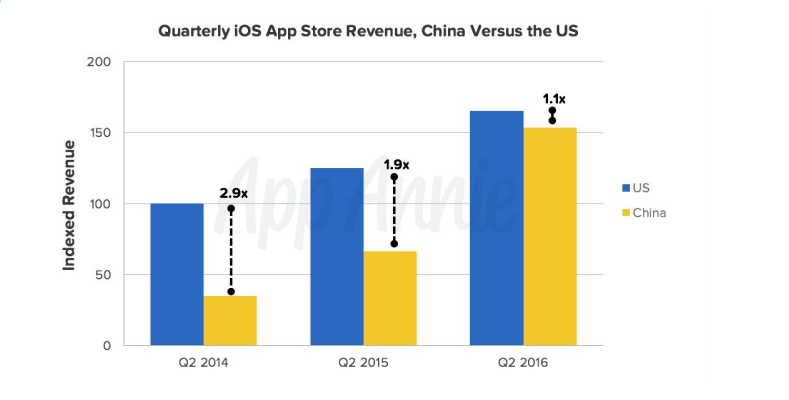 Quarterly iOS App Store Revenue, China Versus the US
Indexed Revenue
200
150
100
50
0
2.9x
1.9x
1.1x
App Annie
Q2 2014
Q2 2015
Q2 2016
US
China